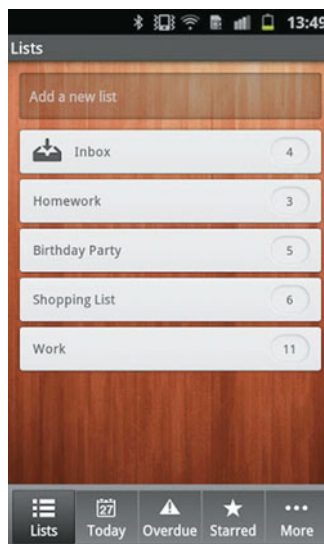 13:49
Lists
Add a new list
Inbox 4
Homework 3
Birthday Party 5
Shopping List 6
Work 11
27
Lists Today Overdue Starred More